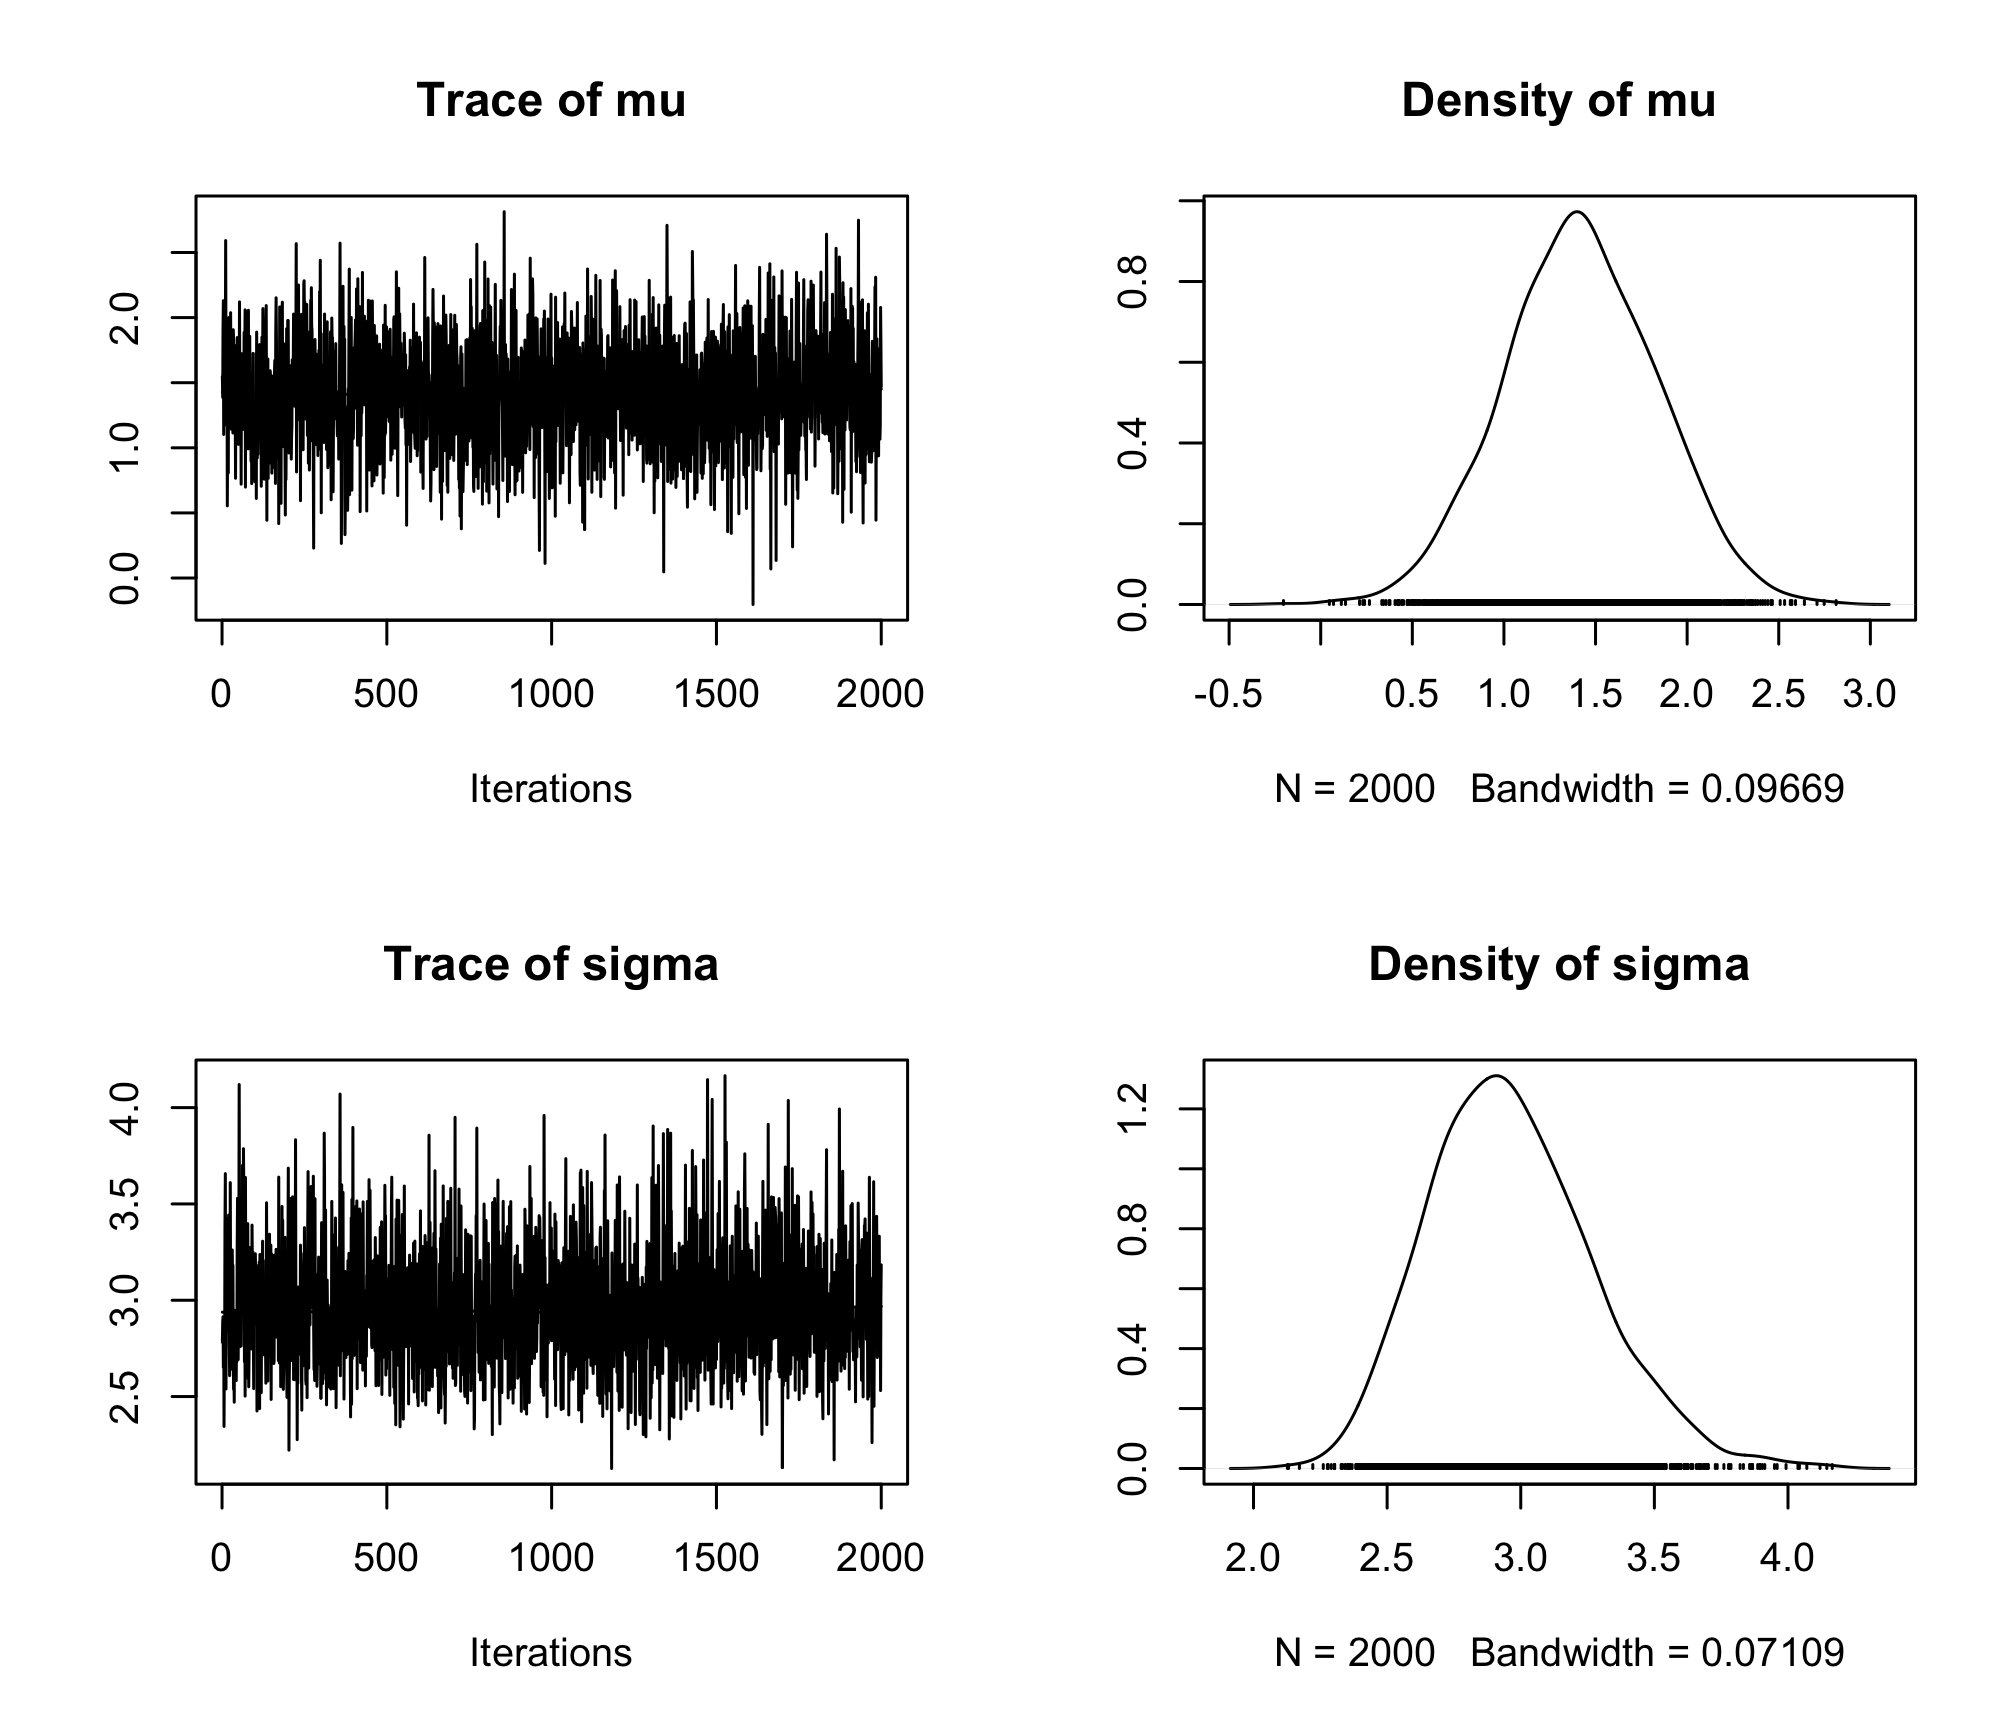 Trace of mu
2.0
1.0
0.0
0 500 1000 1500 2000
Iterations
Density of mu
0.8
0.4
0.0
-0.5 0.5 1.0 1.5 2.0 2.5 3.0
N = 2000 Bandwidth = 0.09669
Trace of sigma
4.0
3.5
3.0
2.5
0 500 1000 1500 2000
Iterations
Density of sigma
1.2
0.8
0.4
0.0
2.0 2.5 3.0 3.5 4.0
N = 2000 Bandwidth = 0.07109